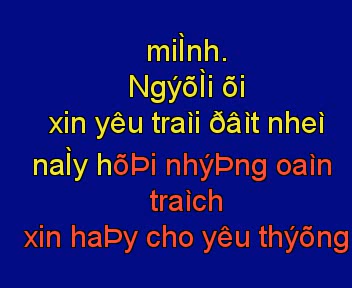 miÌnh.
NgýõÌi õi
xin yêu traìi ðâìt nheì
naÌy hõÞi nhýÞng oaìn
traìch
xin haÞy cho yêu thýõng